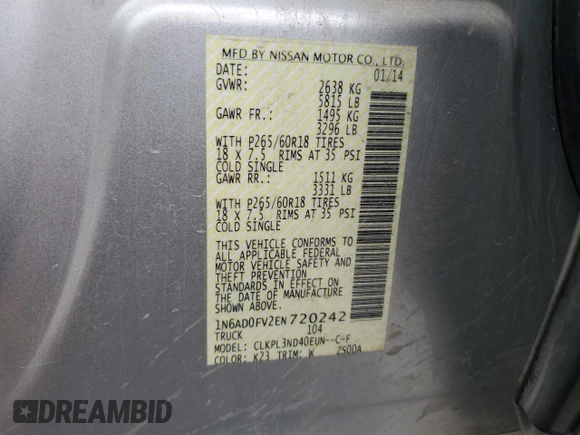 MFD BY NISSAN MOTOR CO., LTD.
DATE: 01/14
GVWR: 2638 KG
5815 LB
GAWR FR.: 1495 KG
3296 LB
WITH P265/60R18 TIRES
18 X 7.5 RIMS AT 35 PSI
COLD SINGLE
GAWR RR.: 1511 KG
3331 LB
WITH P265/60R18 TIRES
18 X 7.5 RIMS AT 35 PSI
COLD SINGLE
THIS VEHICLE CONFORMS TO
ALL APPLICABLE FEDERAL
MOTOR VEHICLE SAFETY AND
THEFT PREVENTION
STANDARDS IN EFFECT ON
THE DATE OF MANUFACTURE
SHOWN ABOVE.
1N6AD0FV2EN720242
TRUCK 104
MODEL: CLKPL3ND40EUN--C-F
COLOR: K23 TRIM: W ZS00A
DREAMBID